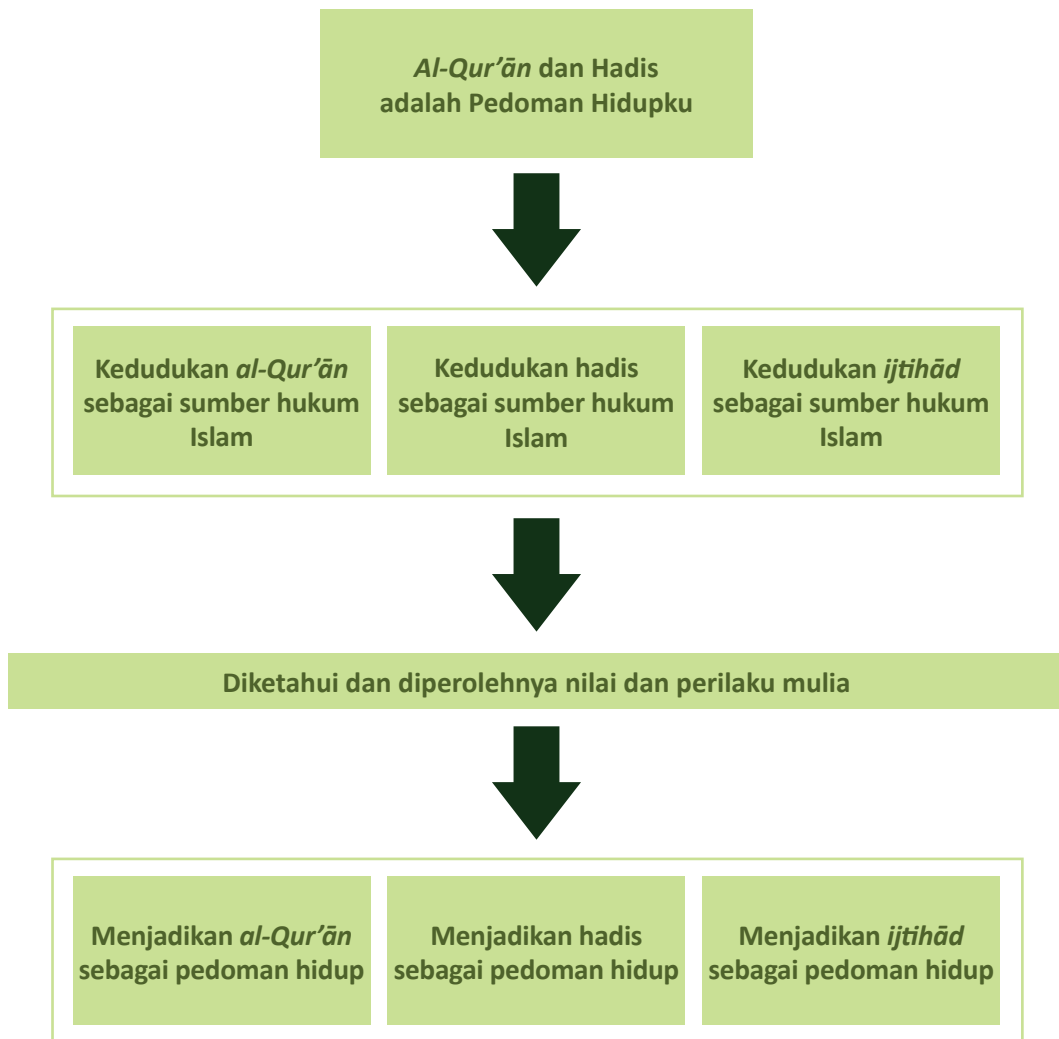 Al-Qur’ān dan Hadis
adalah Pedoman Hidupku
Kedudukan al-Qur’ān
sebagai sumber hukum
Islam
Kedudukan hadis
sebagai sumber hukum
Islam
Kedudukan ijtihād
sebagai sumber hukum
Islam
Diketahui dan diperolehnya nilai dan perilaku mulia
Menjadikan al-Qur’ān
sebagai pedoman hidup
Menjadikan hadis
sebagai pedoman hidup
Menjadikan ijtihād
sebagai pedoman hidup